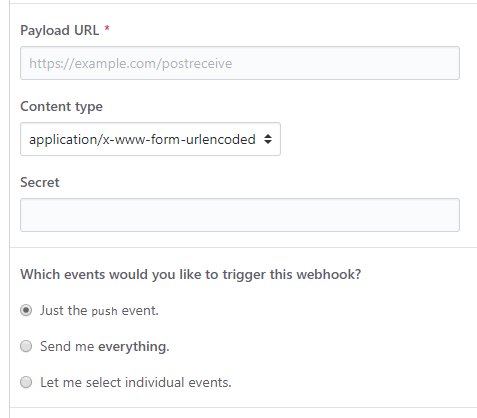 Payload URL *
https://example.com/postreceive
Content type
application/x-www-form-urlencoded
Secret
Which events would you like to trigger this webhook?
Just the push event.
Send me everything.
Let me select individual events.